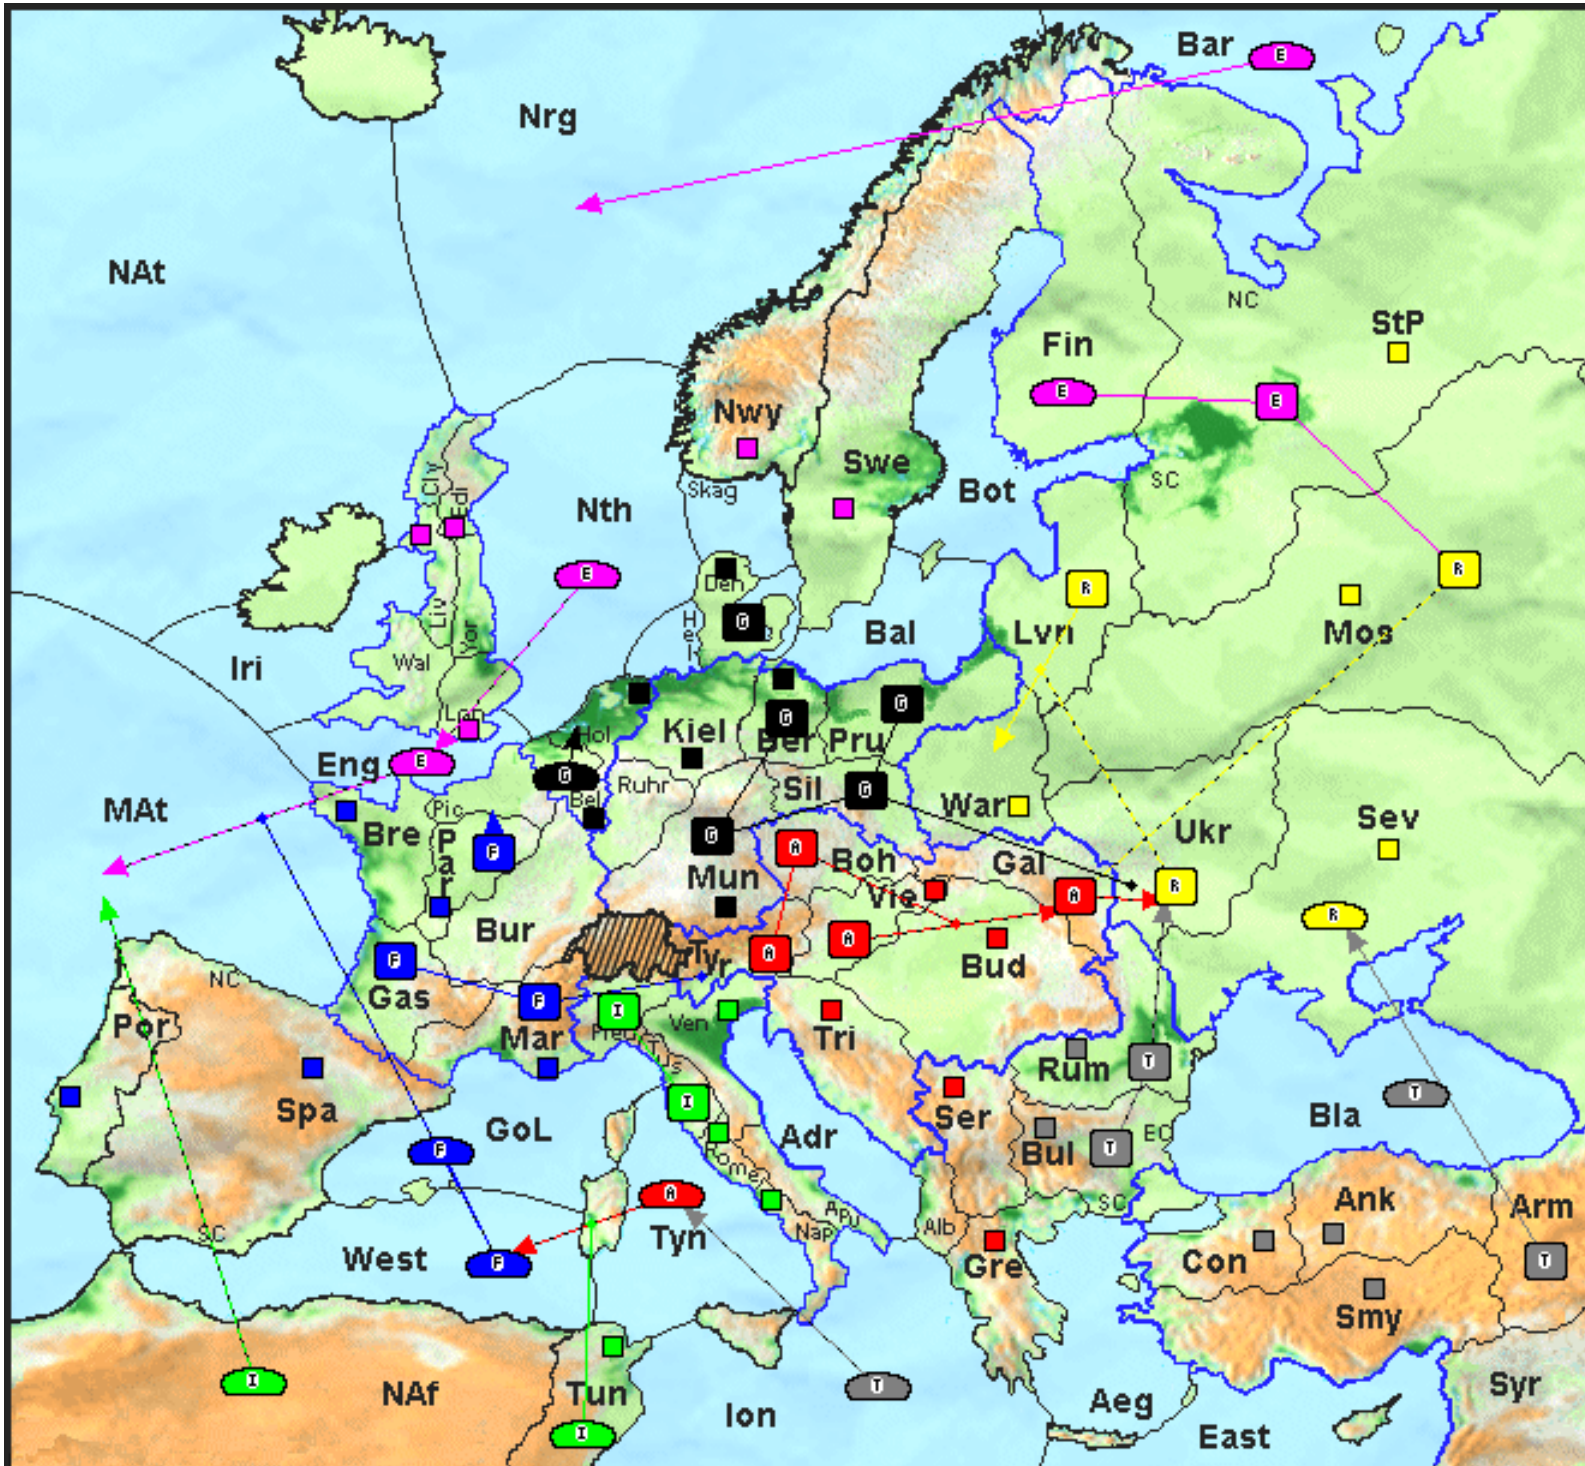 Bar
E
Nrg
NAt
NC
StP
Fin
E
E
Nwy
Swe
Skag
Bot
SC
Cly
Edi
Nth
E
R
R
Den
G
Liv
Yor
Hel
Bal
Lvn
Mos
Iri
Wal
Lon
G
G
Hol
Kiel
Ber
Pru
Eng
E
G
Ruhr
Sil
G
War
MAt
Pic
Bel
Bre
Par
F
G
Mun
A
Boh
Gal
Ukr
Sev
Vie
A
R
R
Bur
F
Gas
Tyr
A
A
Bud
NC
Por
F
Mar
I
Pie
Ven
Tus
Tri
Rum
T
Spa
GoL
I
Adr
Ser
Bla
T
F
Rome
Bul
T
EC
SC
West
A
Tyn
Apu
Nap
Alb
Gre
Con
Ank
Arm
SC
F
Smy
T
I
NAf
Tun
I
Ion
T
Aeg
East
Syr